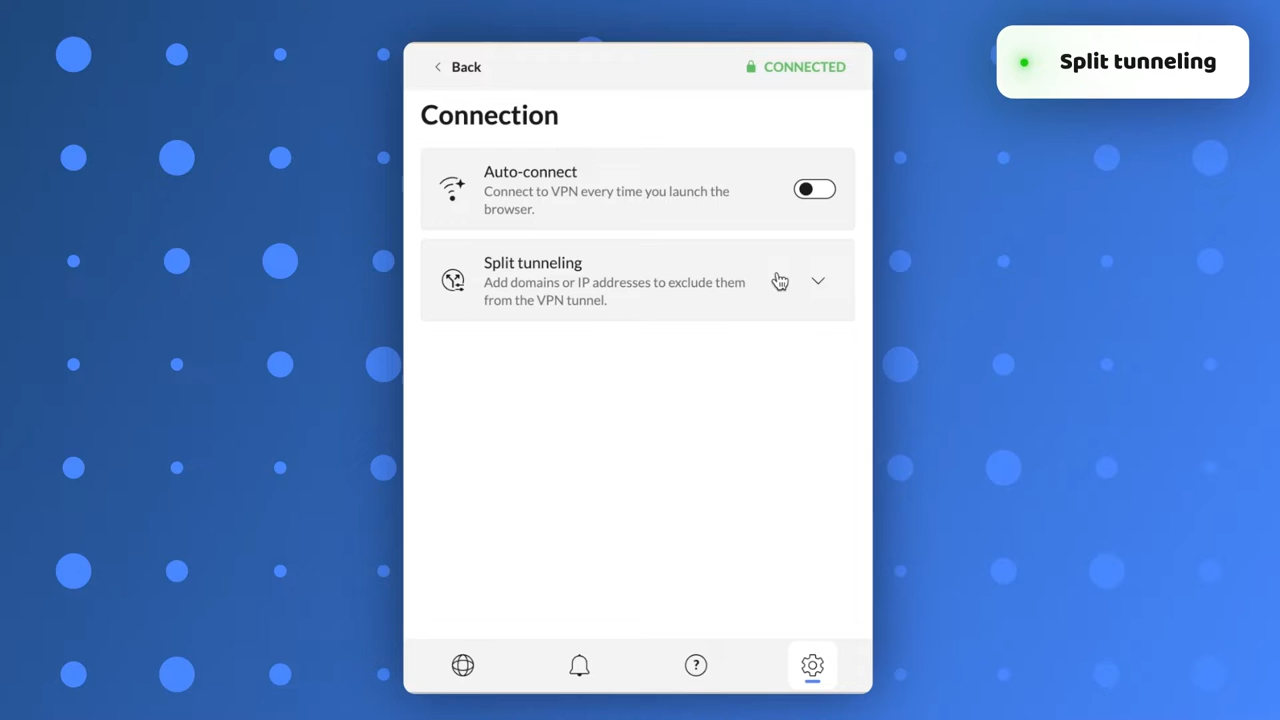 Split tunneling
Back
CONNECTED
Connection
Auto-connect
Connect to VPN every time you launch the
browser.
Split tunneling
Add domains or IP addresses to exclude them
from the VPN tunnel.
?